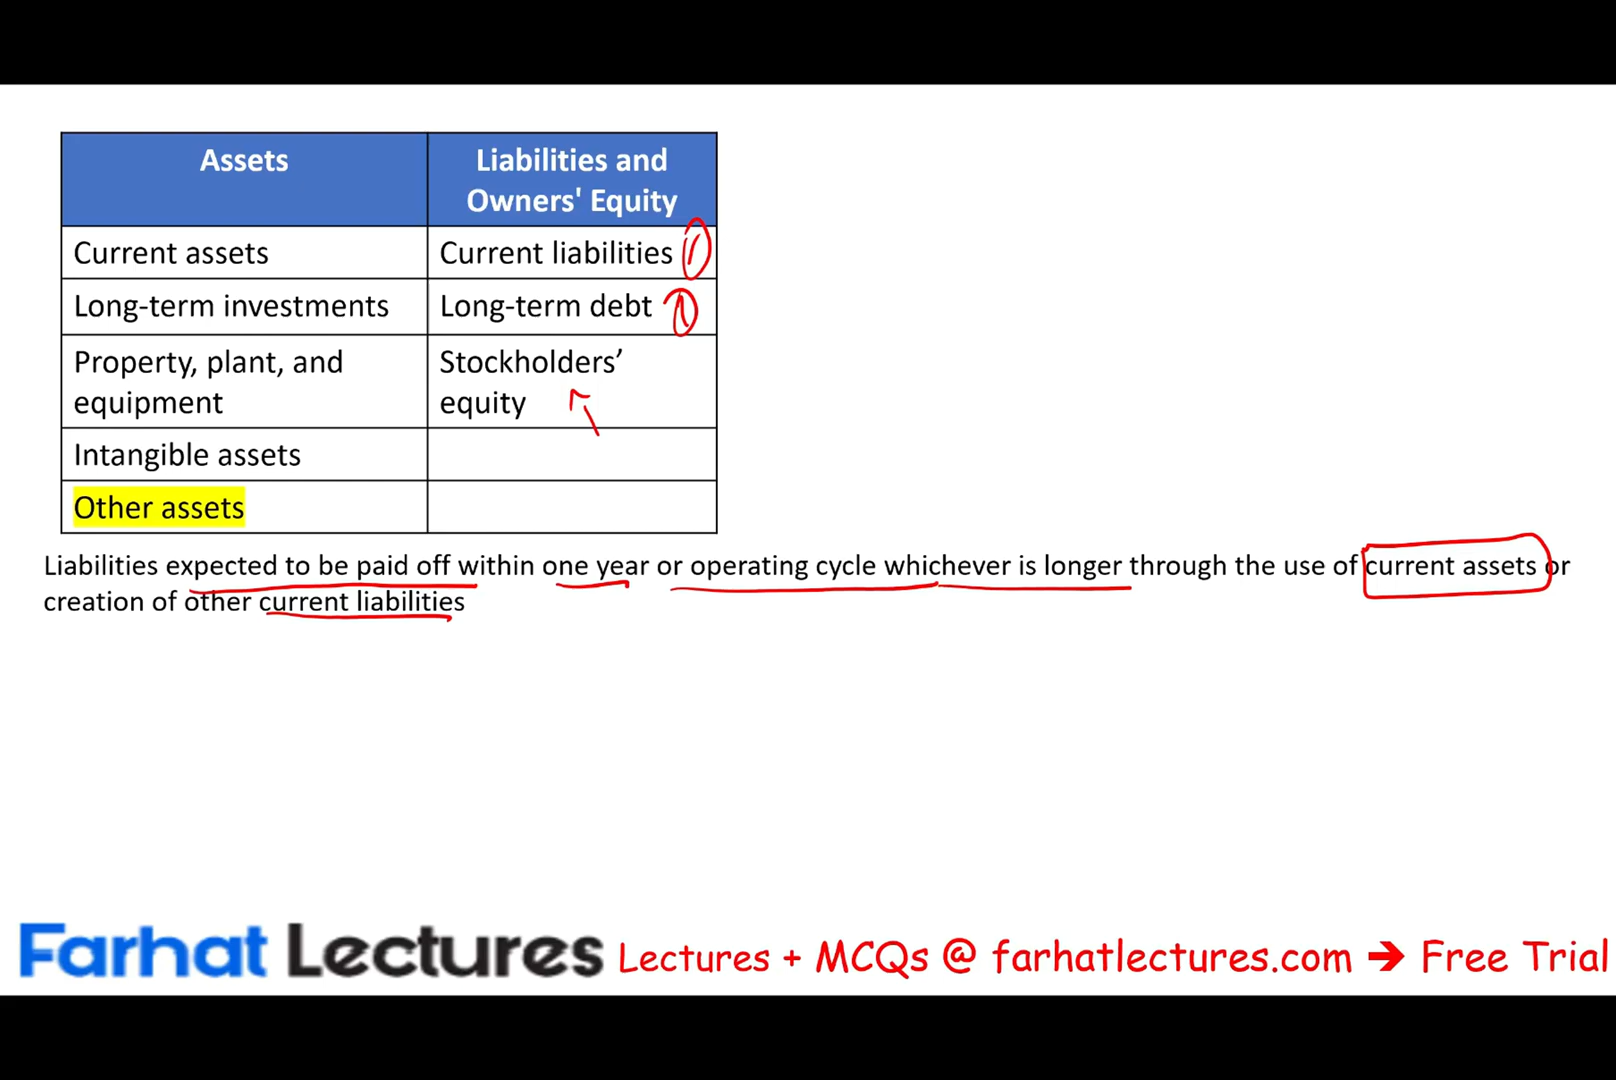 Assets
Liabilities and
Owners' Equity
Current assets
Current liabilities
1
Long-term investments
Long-term debt
Property, plant, and
equipment
Stockholders’
equity
Intangible assets
Other assets
Liabilities expected to be paid off within one year or operating cycle whichever is longer through the use of current assets or
creation of other current liabilities
Farhat Lectures Lectures + MCQs @ farhatlectures.com ➔ Free Trial